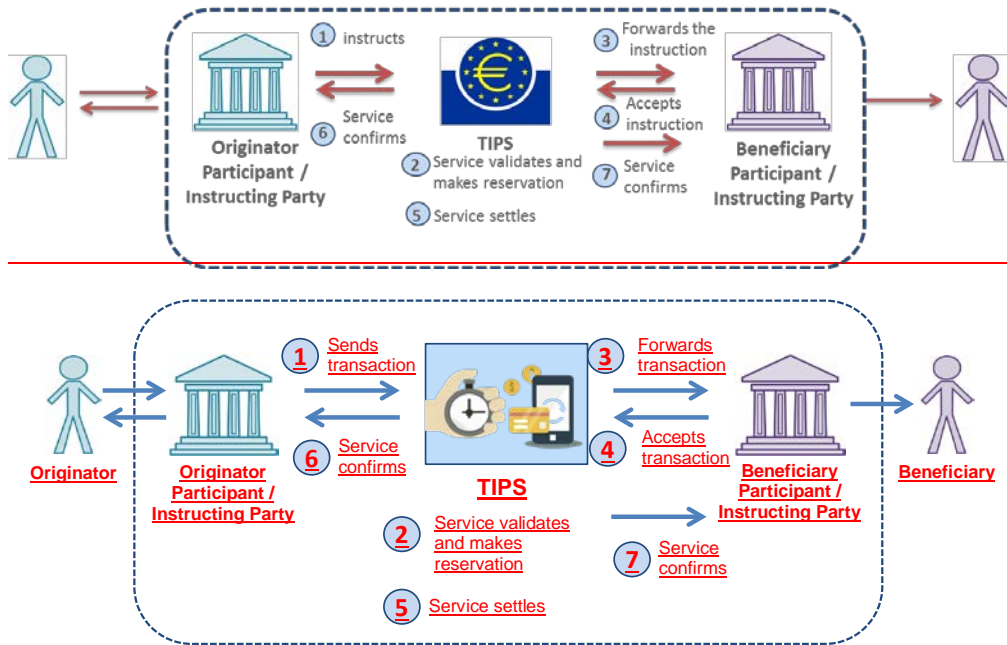 1 instructs
3 Forwards the
instruction
6 Service
confirms
4 Accepts
instruction
Originator
Participant /
Instructing Party
TIPS
2 Service validates and
makes reservation
5 Service settles
7 Service
confirms
Beneficiary
Participant /
Instructing Party
1 Sends
transaction
3 Forwards
transaction
6 Service
confirms
4 Accepts
transaction
Originator
Originator
Participant /
Instructing Party
TIPS
2 Service validates
and makes
reservation
5 Service settles
7 Service
confirms
Beneficiary
Participant /
Instructing Party
Beneficiary